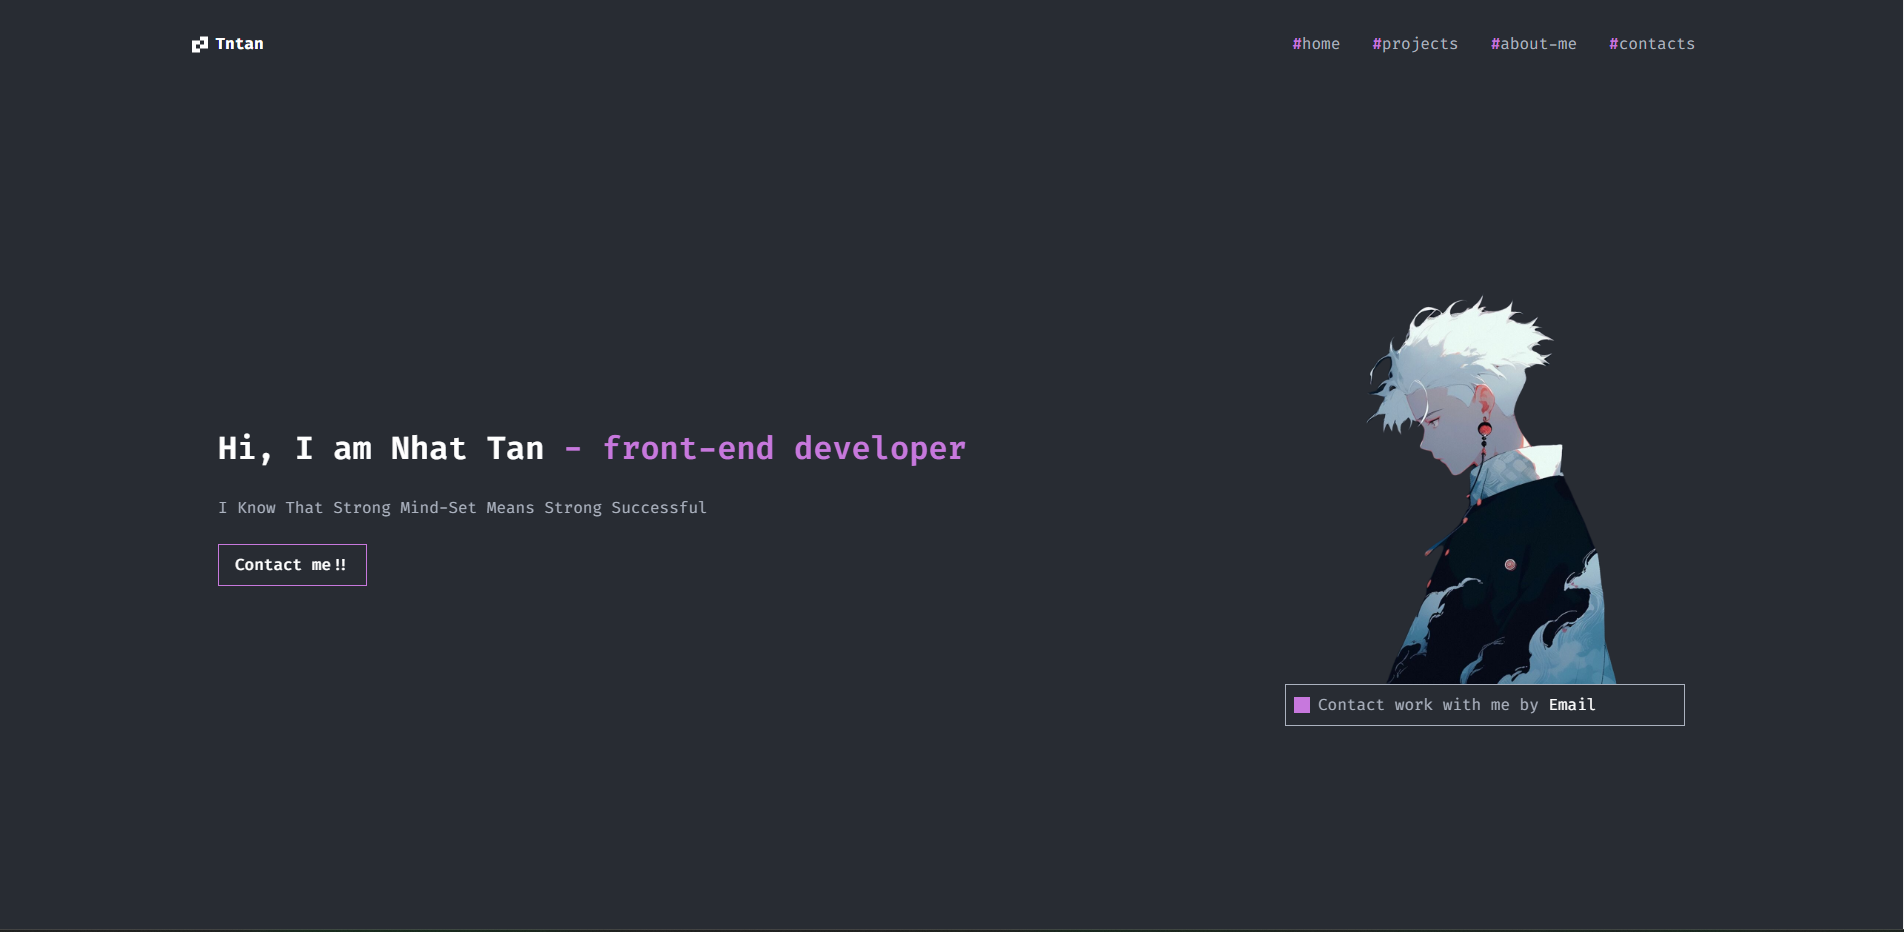 Tntan
#home #projects #about-me #contacts
Hi, I am Nhat Tan - front-end developer
I Know That Strong Mind-Set Means Strong Successful
Contact me!!
Contact work with me by Email